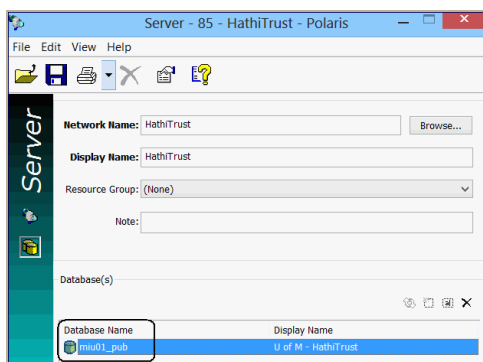 Server - 85 - HathiTrust - Polaris
File Edit View Help
Server
Network Name: HathiTrust Browse...
Display Name: HathiTrust
Resource Group: (None)
Note:
Database(s)
Database Name Display Name
miu01_pub U of M - HathiTrust